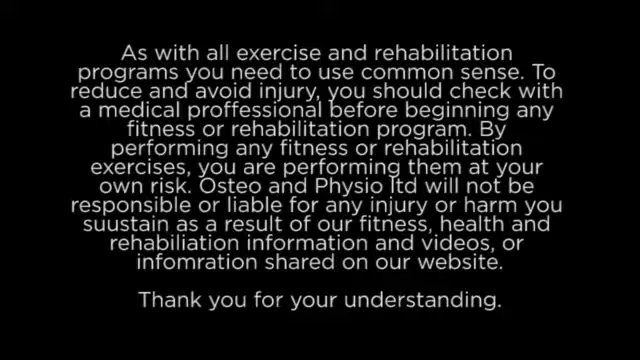 As with all exercise and rehabilitation
programs you need to use common sense. To
reduce and avoid injury, you should check with
a medical proffessional before beginning any
fitness or rehabilitation program. By
performing any fitness or rehabilitation
exercises, you are performing them at your
own risk. Osteo and Physio ltd will not be
responsible or liable for any injury or harm you
suustain as a result of our fitness, health and
rehabiliation information and videos, or
infomration shared on our website.
Thank you for your understanding.